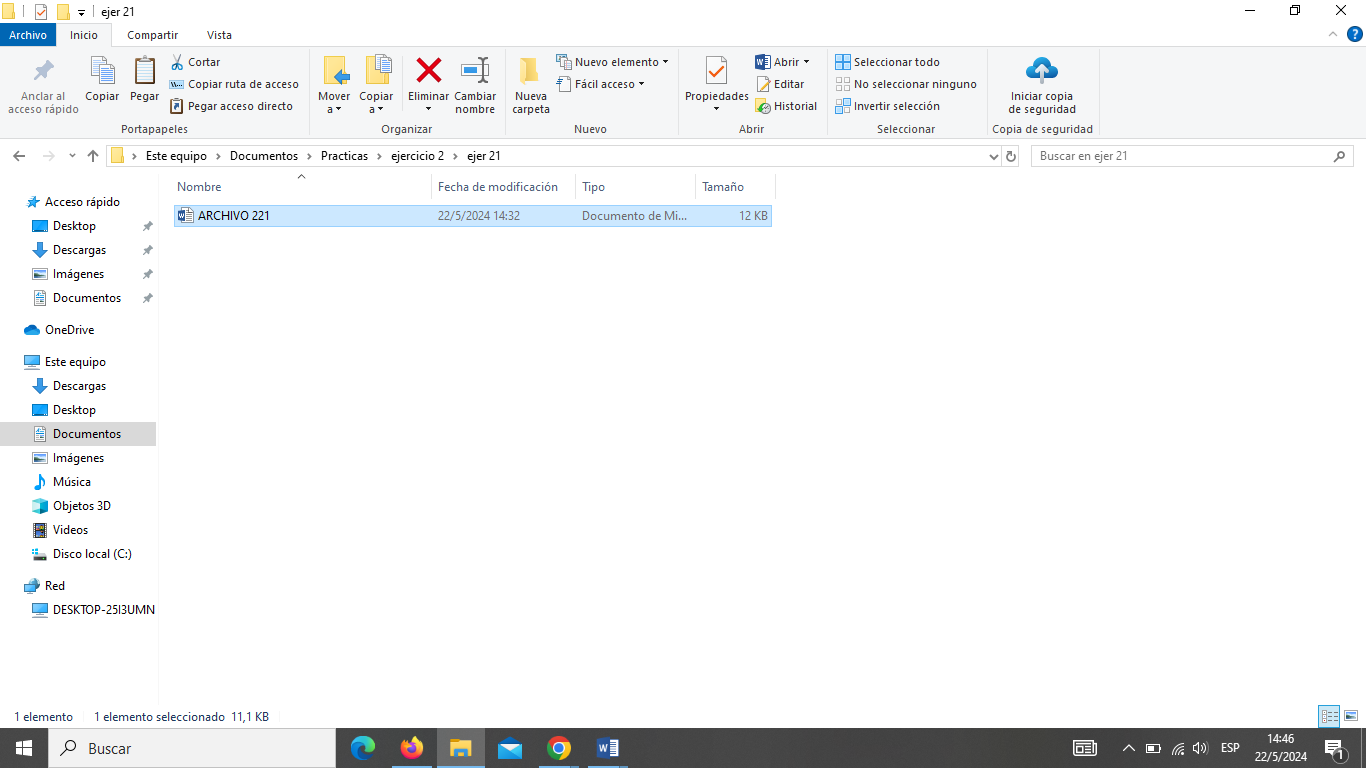 ejer 21
Archivo Inicio Compartir Vista
Anclar al acceso rápido
Copiar
Pegar
Cortar
Copiar ruta de acceso
Pegar acceso directo
Portapapeles
Mover a
Copiar a
Eliminar
Cambiar nombre
Organizar
Nueva carpeta
Nuevo elemento
Fácil acceso
Nuevo
Propiedades
Abrir
Editar
Historial
Abrir
Seleccionar todo
No seleccionar ninguno
Invertir selección
Seleccionar
Iniciar copia de seguridad
Copia de seguridad
Este equipo > Documentos > Practicas > ejercicio 2 > ejer 21
Buscar en ejer 21
Nombre Fecha de modificación Tipo Tamaño
ARCHIVO 221 22/5/2024 14:32 Documento de Mi... 12 KB
Acceso rápido
Desktop
Descargas
Imágenes
Documentos
OneDrive
Este equipo
Descargas
Desktop
Documentos
Imágenes
Música
Objetos 3D
Videos
Disco local (C:)
Red
DESKTOP-25I3UMN
1 elemento 1 elemento seleccionado 11,1 KB
Buscar
ESP
14:46
22/5/2024
1